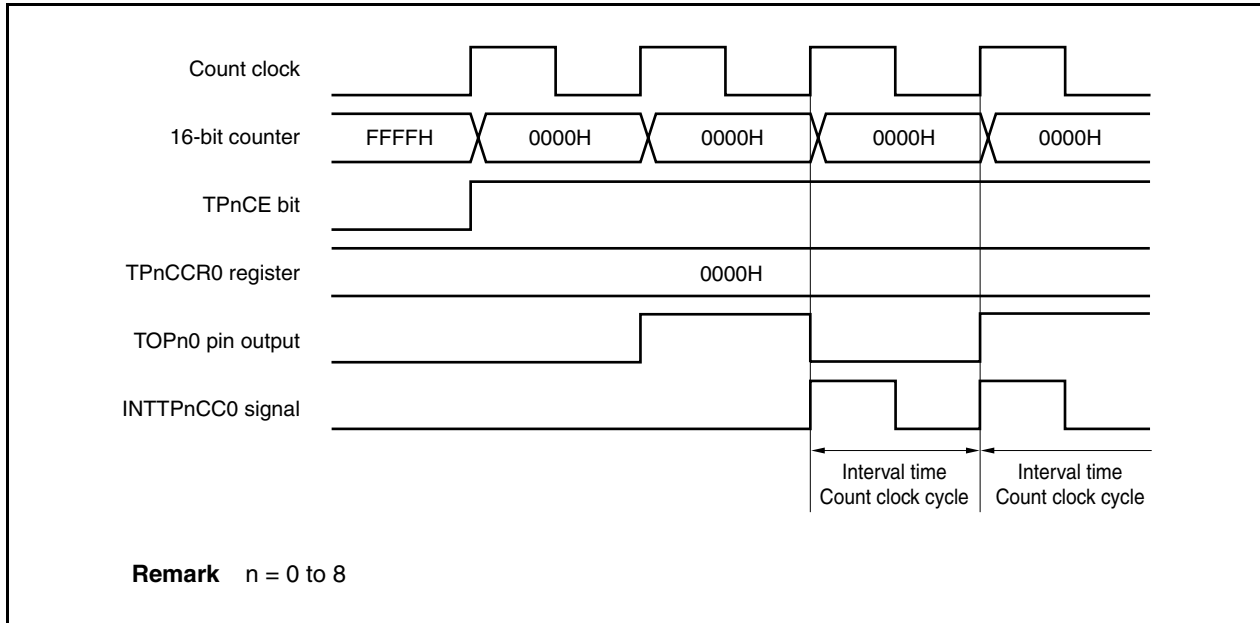 Count clock
16-bit counter FFFFH 0000H 0000H 0000H 0000H
TPnCE bit
TPnCCR0 register 0000H
TOPn0 pin output
INTTPnCC0 signal
Interval time Interval time
Count clock cycle Count clock cycle
Remark n = 0 to 8